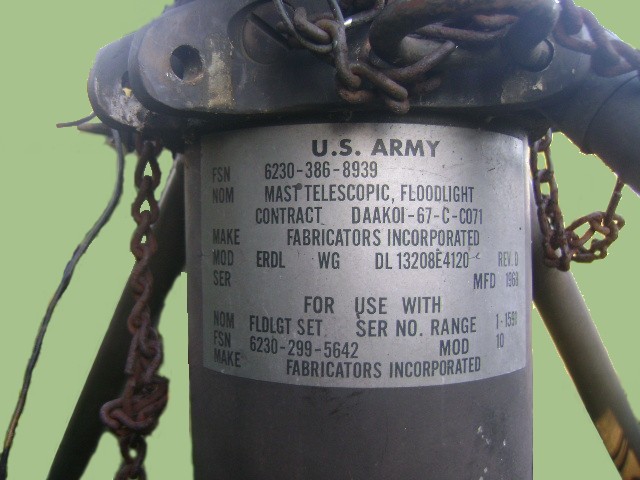 U.S. ARMY
FSN 6230-386-8939
NOM MAST TELESCOPIC, FLOODLIGHT
CONTRACT DAAK01-67-C-C071
MAKE FABRICATORS INCORPORATED
MOD ERDL WG DL 13208E4120 REV. D
SER MFD 1968
FOR USE WITH
NOM FLDLGT SET. SER NO. RANGE 1-1591
FSN 6230-299-5642 MOD 10
MAKE FABRICATORS INCORPORATED